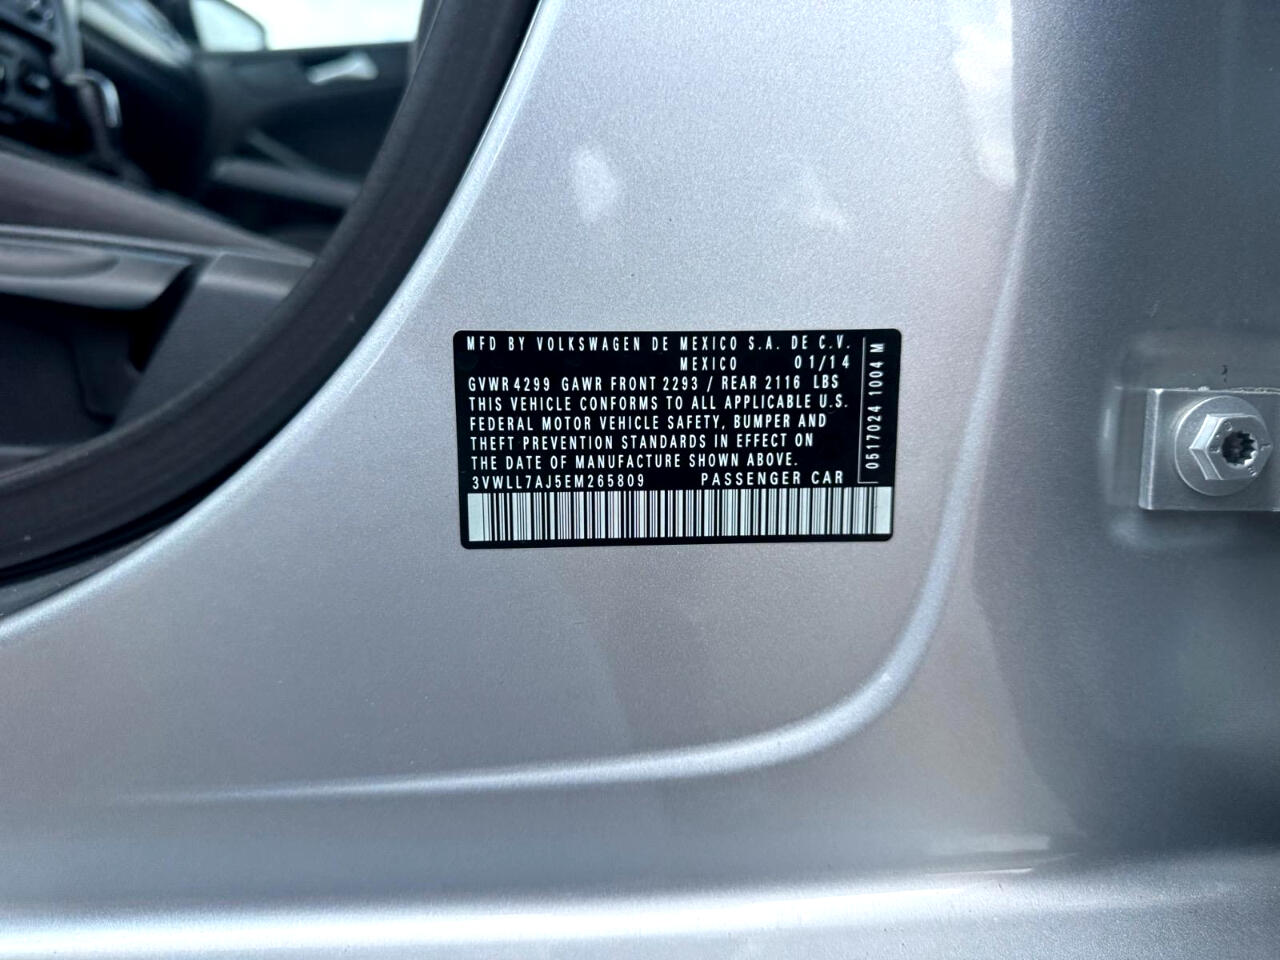 MFD BY VOLKSWAGEN DE MEXICO S.A. DE C.V.
MEXICO 01/14
GVWR 4299 GAWR FRONT 2293 / REAR 2116 LBS
THIS VEHICLE CONFORMS TO ALL APPLICABLE U.S.
FEDERAL MOTOR VEHICLE SAFETY, BUMPER AND
THEFT PREVENTION STANDARDS IN EFFECT ON
THE DATE OF MANUFACTURE SHOWN ABOVE.
3VWLL7AJ5EM265809 PASSENGER CAR
0517024 1004 M